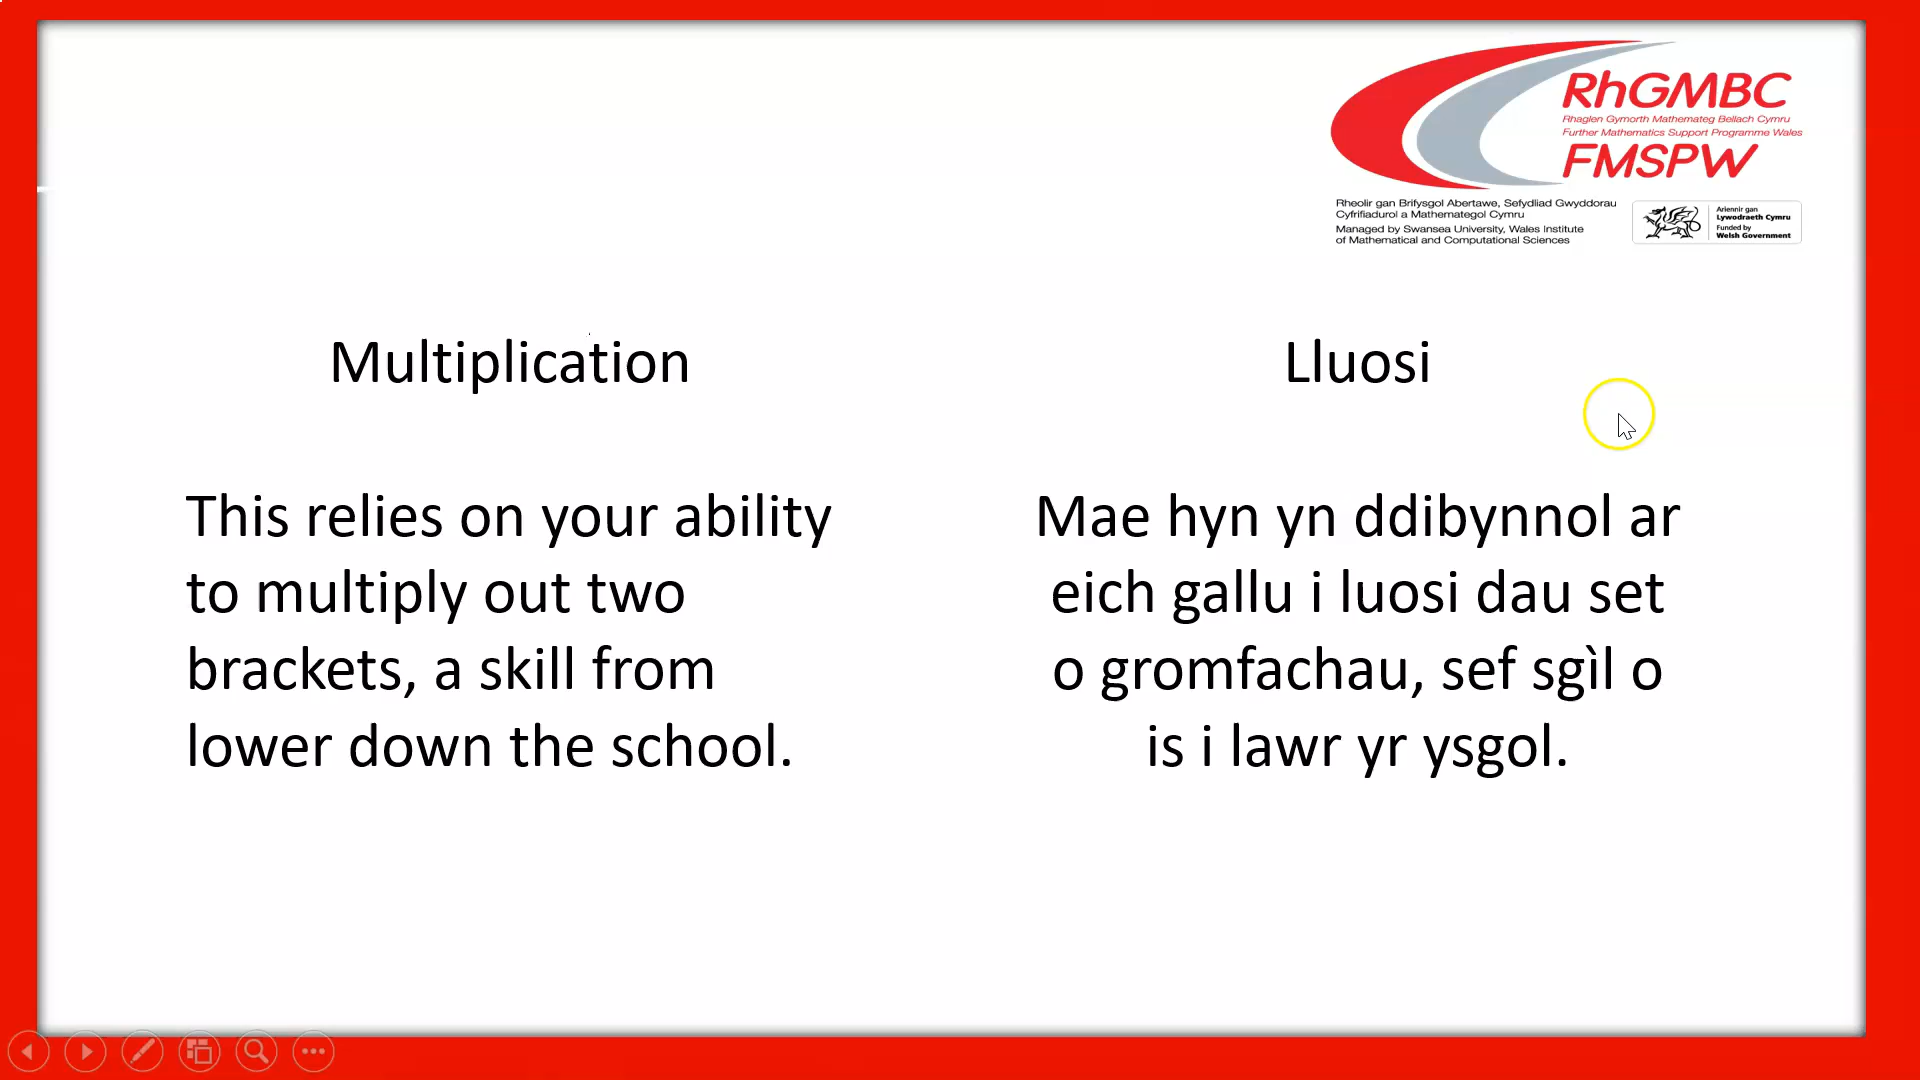 RhGMBC
Rhaglen Gymorth Mathemateg Bellach Cymru
Further Mathematics Support Programme Wales
FMSPW
Rheolir gan Brifysgol Abertawe, Sefydliad Gwyddorau
Cyfrifiadurol a Mathemategol Cymru
Managed by Swansea University, Wales Institute
of Mathematical and Computational Sciences
Ariennir gan
Lywodraeth Cymru
Funded by
Welsh Government
Multiplication
This relies on your ability
to multiply out two
brackets, a skill from
lower down the school.
Lluosi
Mae hyn yn ddibynnol ar
eich gallu i luosi dau set
o gromfachau, sef sgìl o
is i lawr yr ysgol.